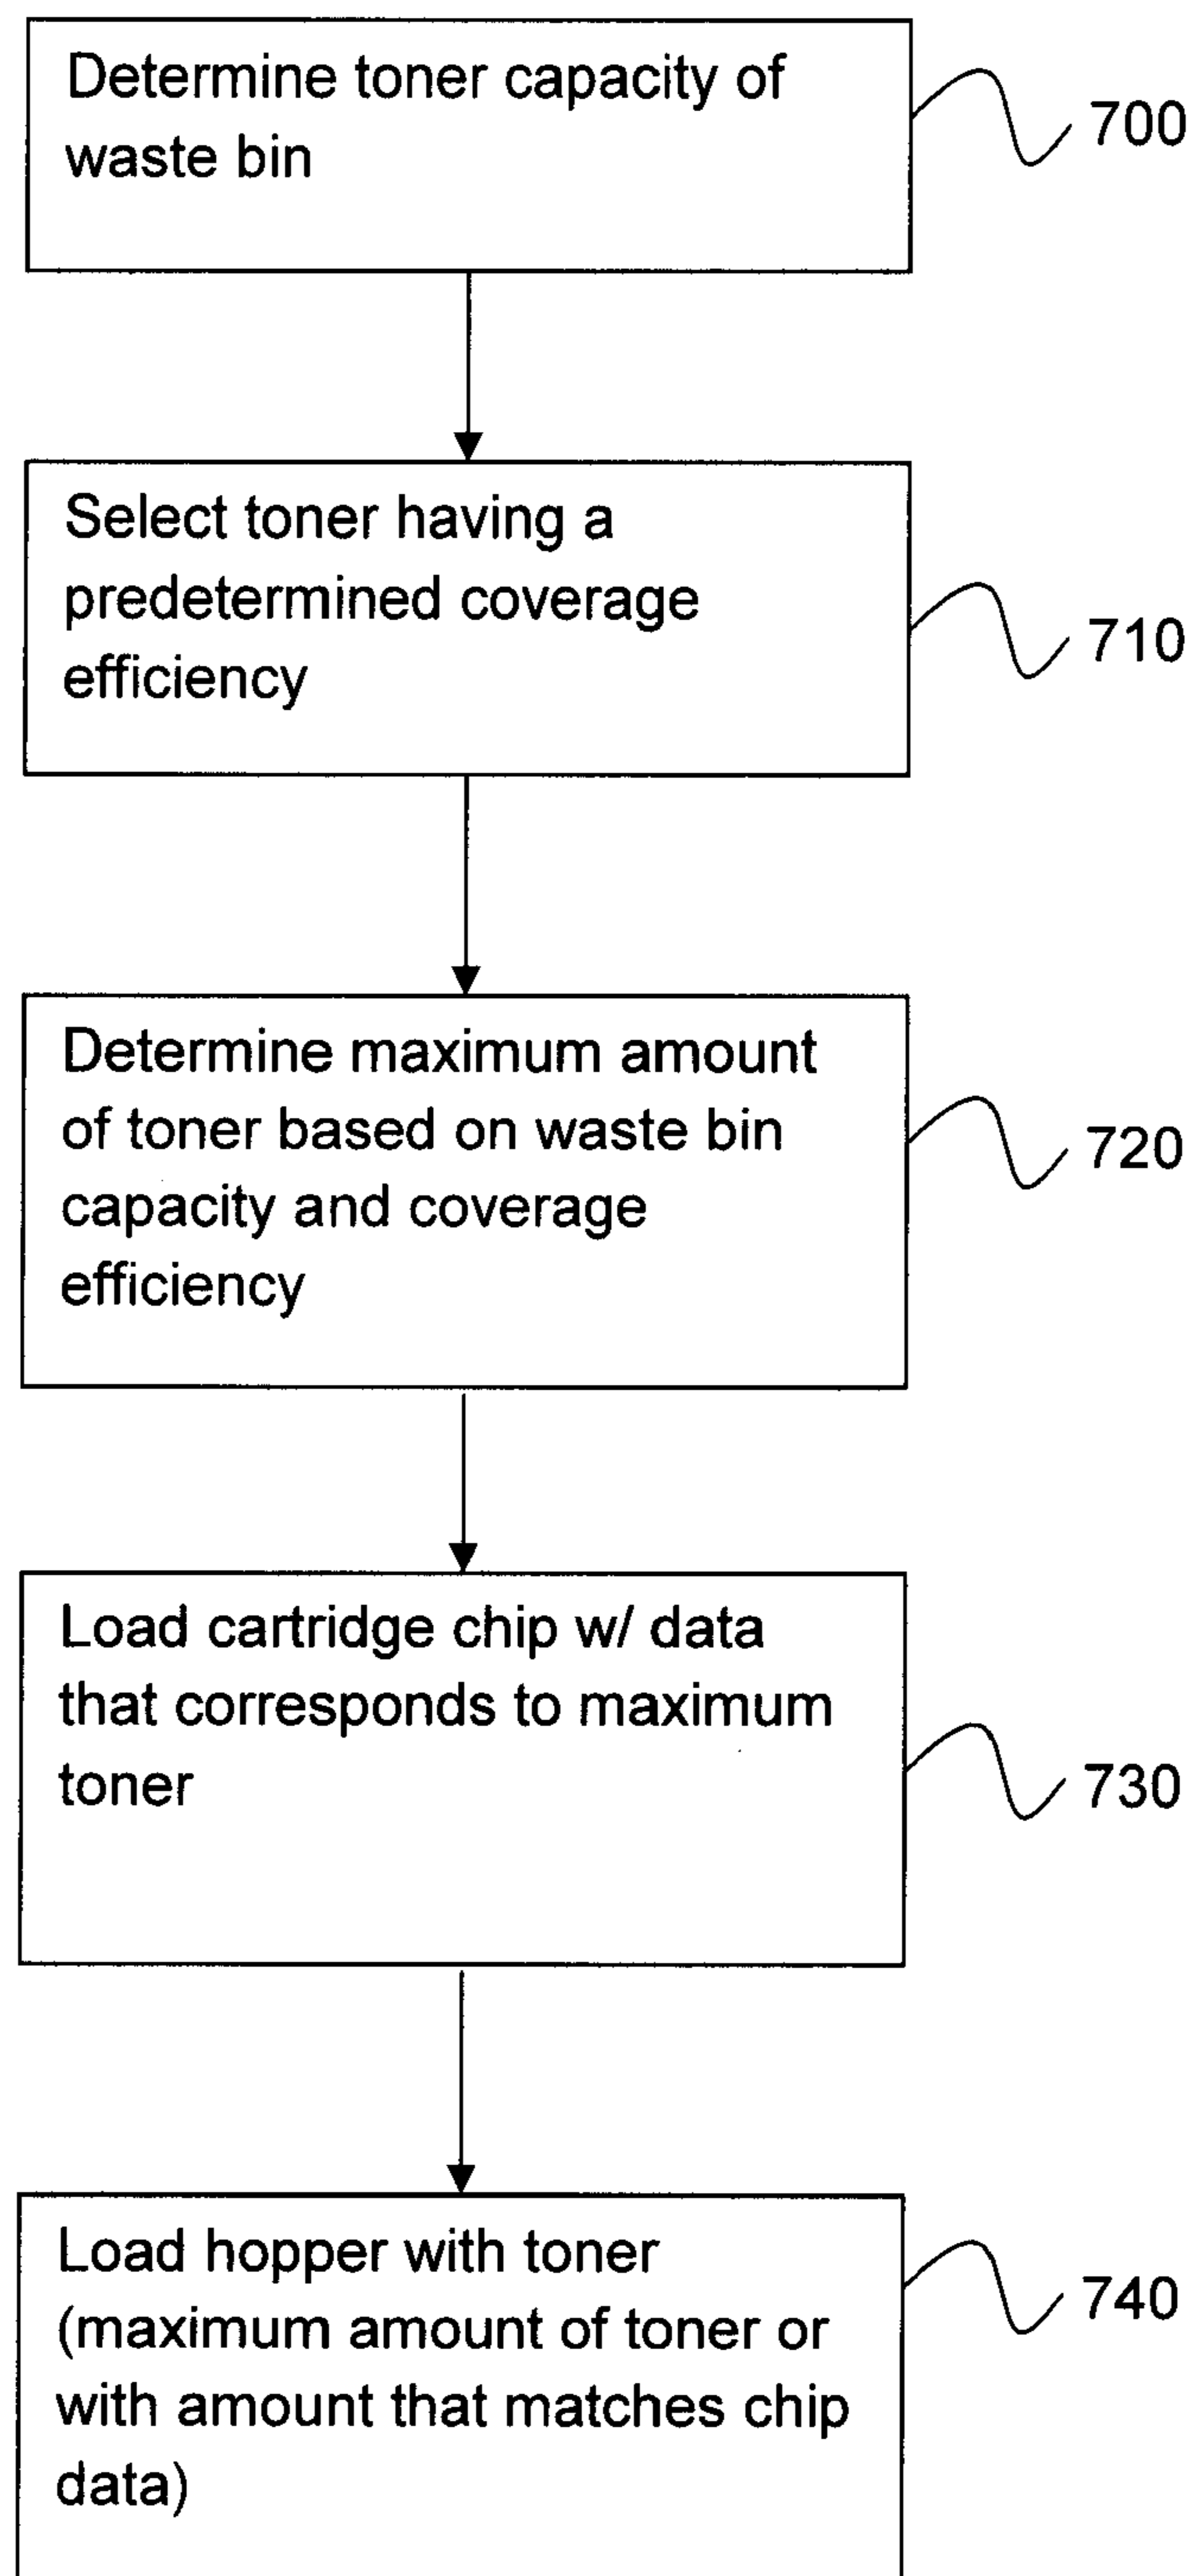 Determine toner capacity of
waste bin
700
Select toner having a
predetermined coverage
efficiency
710
Determine maximum amount
of toner based on waste bin
capacity and coverage
efficiency
720
Load cartridge chip w/ data
that corresponds to maximum
toner
730
Load hopper with toner
(maximum amount of toner or
with amount that matches chip
data)
740